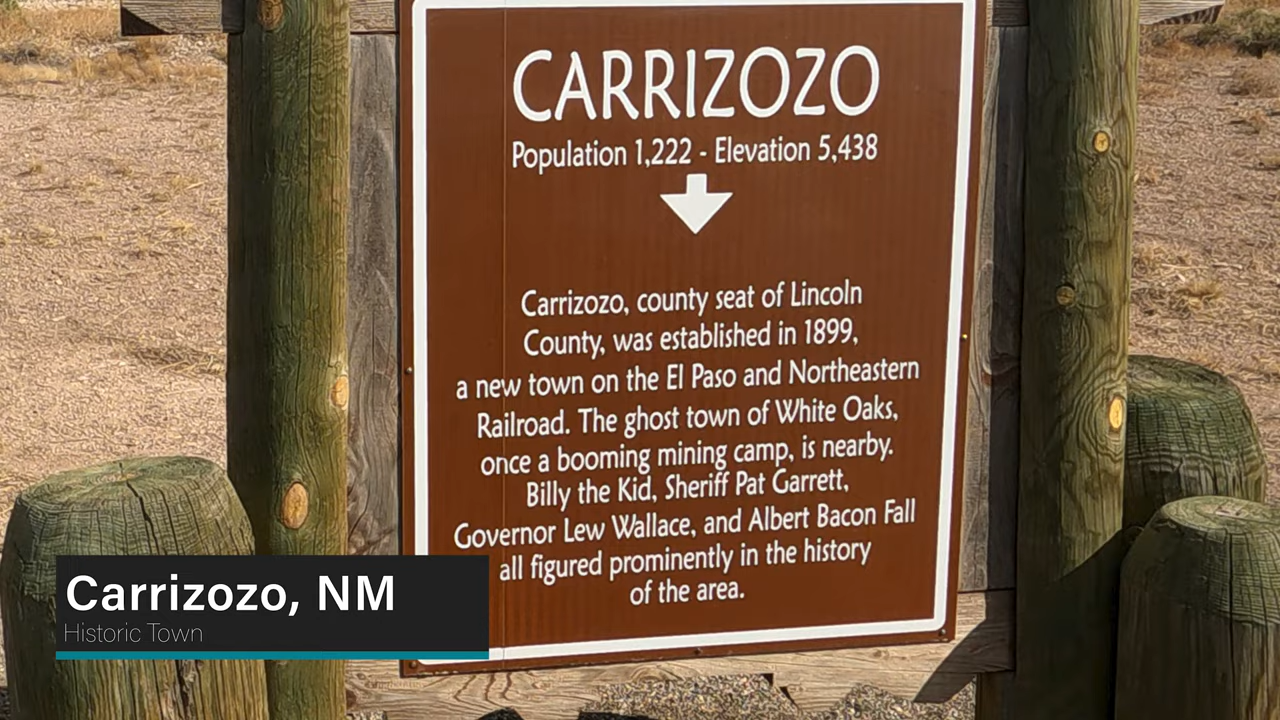 CARRIZOZO
Population 1,222 - Elevation 5,438
Carrizozo, county seat of Lincoln
County, was established in 1899,
a new town on the El Paso and Northeastern
Railroad. The ghost town of White Oaks,
once a booming mining camp, is nearby.
Billy the Kid, Sheriff Pat Garrett,
Governor Lew Wallace, and Albert Bacon Fall
all figured prominently in the history
of the area.
Carrizozo, NM
Historic Town